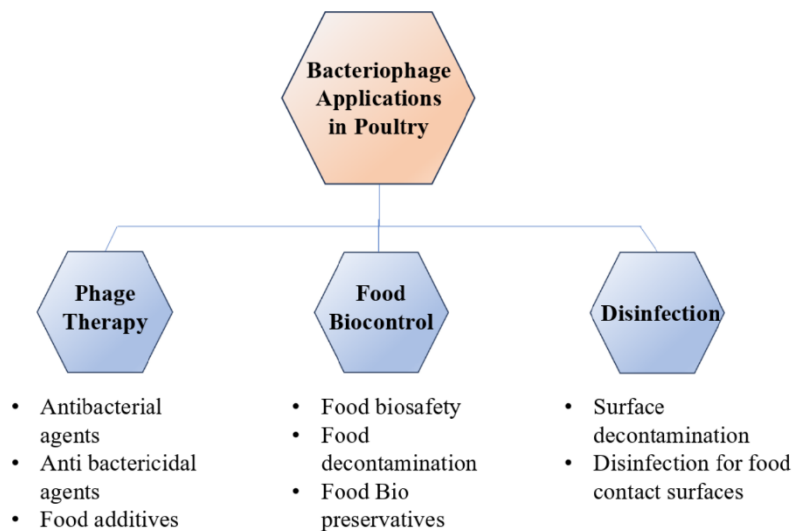 Bacteriophage
Applications
in Poultry
Phage
Therapy
Food
Biocontrol
Disinfection
• Antibacterial
agents
• Anti bactericidal
agents
• Food additives
• Food biosafety
• Food
decontamination
• Food Bio
preservatives
• Surface
decontamination
• Disinfection for food
contact surfaces